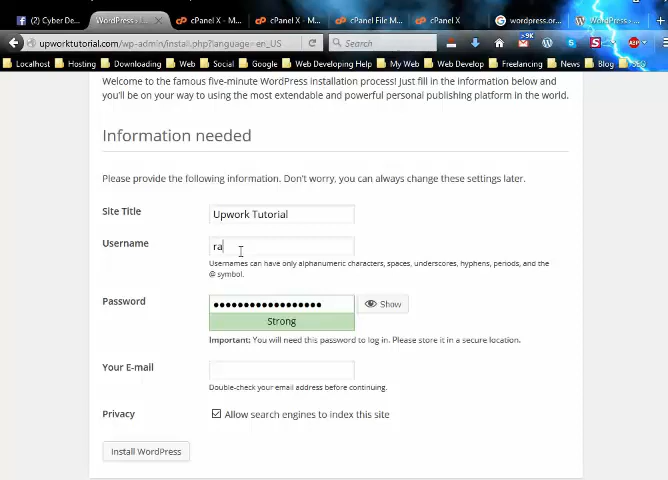 (2) Cyber De...
WordPress › I...
cPanel X - M...
cPanel X - M...
cPanel File M...
cPanel X
Google
wordpress.or...
WordPress ›...
upworktutorial.com/wp-admin/install.php?language=en_US
Search
>9K
ABP
Localhost
Hosting
Downloading
Web
Social
Five
Web Developing Help
My Web
Web Develop
Freelancing
News
Blog
SEO
Welcome to the famous five-minute WordPress installation process! Just fill in the information below and
you'll be on your way to using the most extendable and powerful personal publishing platform in the world.
Information needed
Please provide the following information. Don't worry, you can always change these settings later.
Site Title
Upwork Tutorial
Username
ra
Usernames can have only alphanumeric characters, spaces, underscores, hyphens, periods, and the
@ symbol.
Password
●●●●●●●●●●●●●●●●●●
Show
Strong
Important: You will need this password to log in. Please store it in a secure location.
Your E-mail
Double-check your email address before continuing.
Privacy
Allow search engines to index this site
Install WordPress